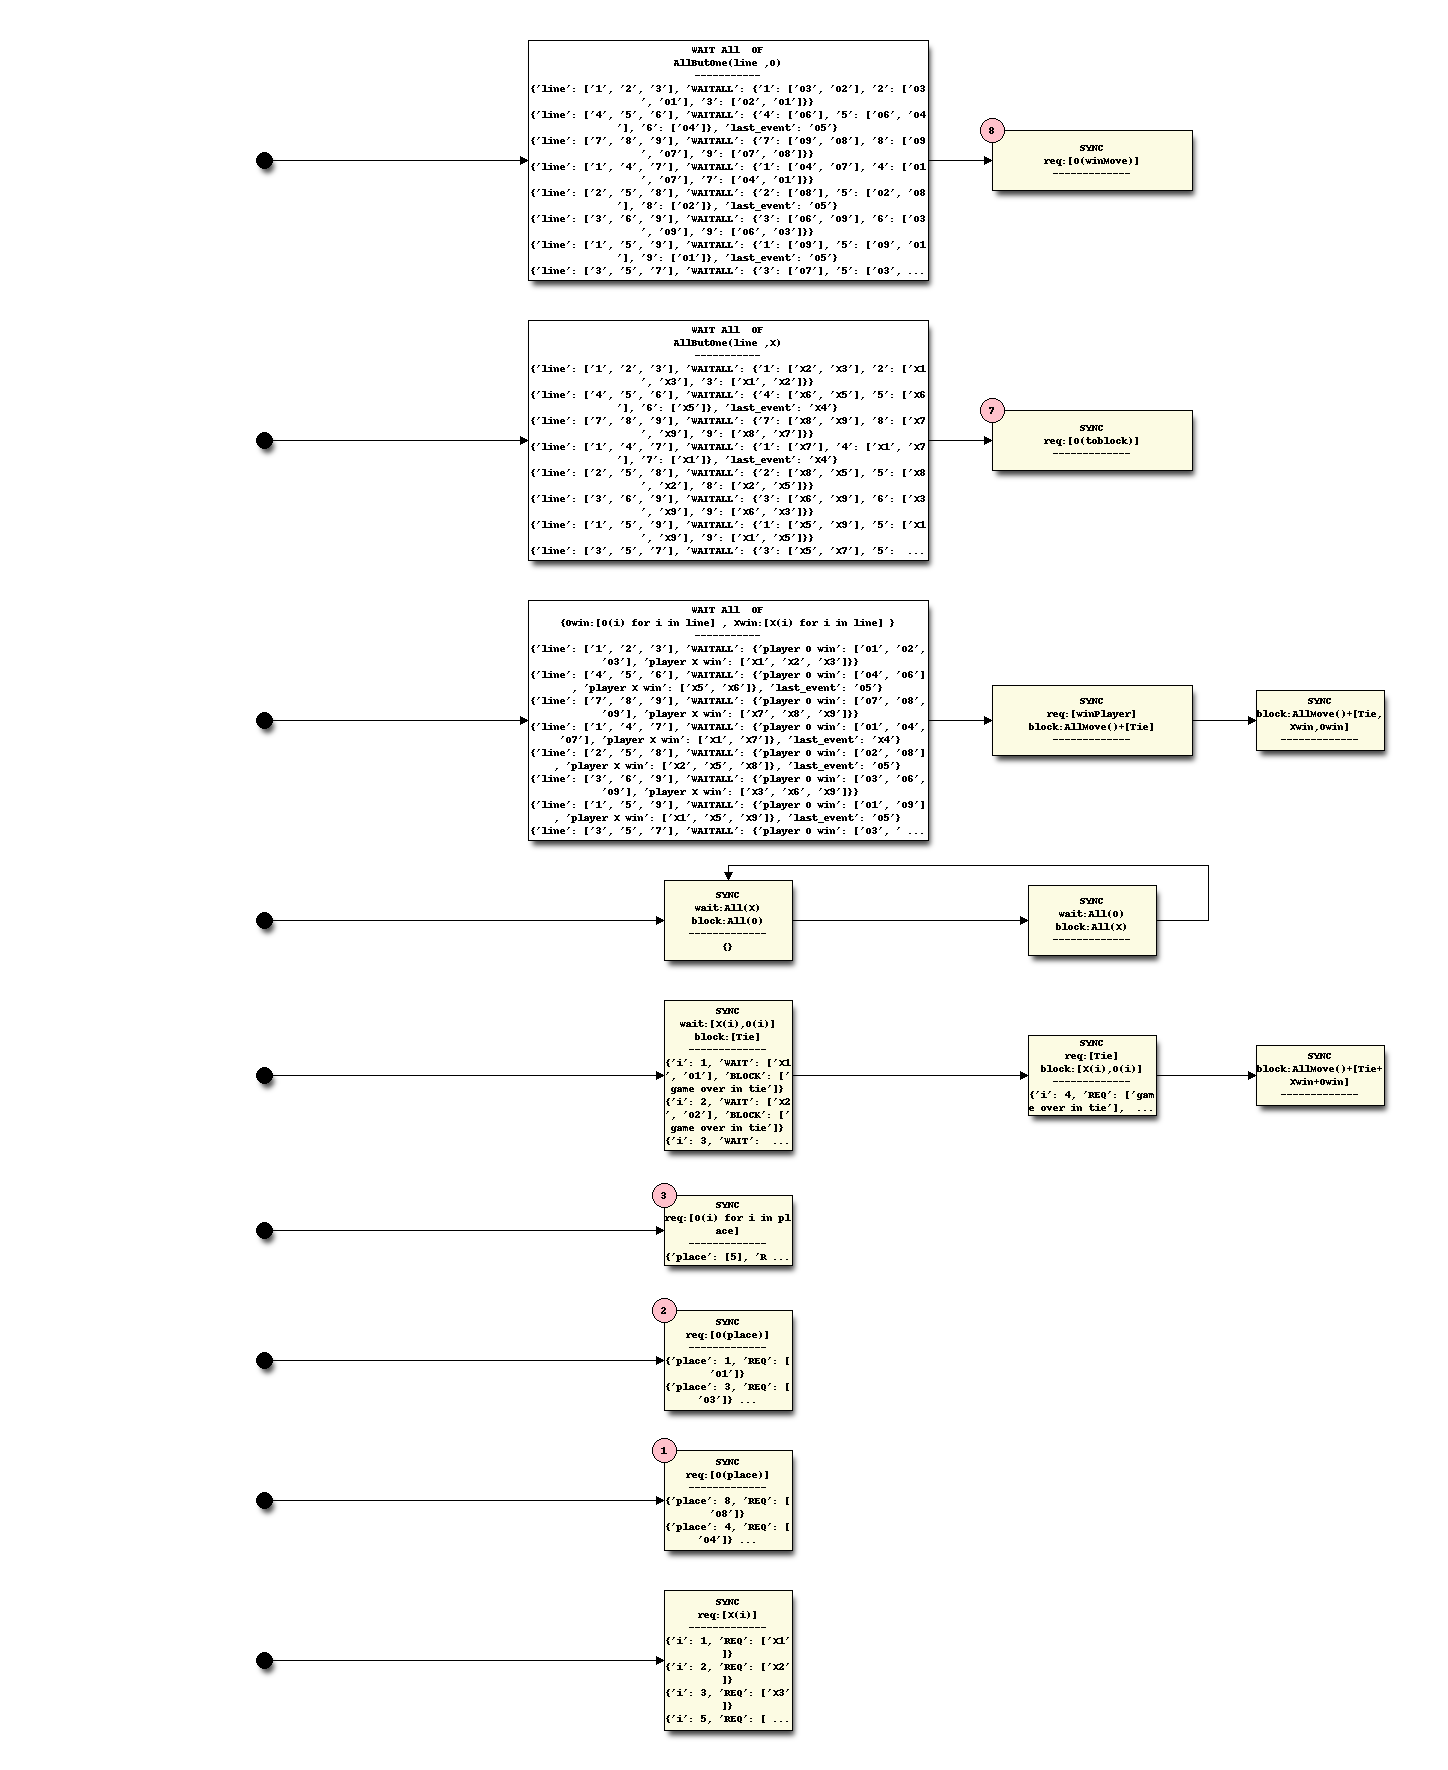 WAIT All  OF
AllButOne(line ,O)
-----------
{'line': ['1', '2', '3'], 'WAITALL': {'1': ['O3', 'O2'], '2': ['O3
', 'O1'], '3': ['O2', 'O1']}}
{'line': ['4', '5', '6'], 'WAITALL': {'4': ['O6'], '5': ['O6', 'O4
'], '6': ['O4']}, 'last_event': 'O5'}
{'line': ['7', '8', '9'], 'WAITALL': {'7': ['O9', 'O8'], '8': ['O9
', 'O7'], '9': ['O7', 'O8']}}
{'line': ['1', '4', '7'], 'WAITALL': {'1': ['O4', 'O7'], '4': ['O1
', 'O7'], '7': ['O4', 'O1']}}
{'line': ['2', '5', '8'], 'WAITALL': {'2': ['O8'], '5': ['O2', 'O8
'], '8': ['O2']}, 'last_event': 'O5'}
{'line': ['3', '6', '9'], 'WAITALL': {'3': ['O6', 'O9'], '6': ['O3
', 'O9'], '9': ['O6', 'O3']}}
{'line': ['1', '5', '9'], 'WAITALL': {'1': ['O9'], '5': ['O9', 'O1
'], '9': ['O1']}, 'last_event': 'O5'}
{'line': ['3', '5', '7'], 'WAITALL': {'3': ['O7'], '5': ['O3', ...
8
SYNC
req:[O(winMove)]
-------------
WAIT All  OF
AllButOne(line ,X)
-----------
{'line': ['1', '2', '3'], 'WAITALL': {'1': ['X2', 'X3'], '2': ['X1
', 'X3'], '3': ['X1', 'X2']}}
{'line': ['4', '5', '6'], 'WAITALL': {'4': ['X6', 'X5'], '5': ['X6
'], '6': ['X5']}, 'last_event': 'X4'}
{'line': ['7', '8', '9'], 'WAITALL': {'7': ['X8', 'X9'], '8': ['X7
', 'X9'], '9': ['X8', 'X7']}}
{'line': ['1', '4', '7'], 'WAITALL': {'1': ['X7'], '4': ['X1', 'X7
'], '7': ['X1']}, 'last_event': 'X4'}
{'line': ['2', '5', '8'], 'WAITALL': {'2': ['X8', 'X5'], '5': ['X8
', 'X2'], '8': ['X2', 'X5']}}
{'line': ['3', '6', '9'], 'WAITALL': {'3': ['X6', 'X9'], '6': ['X3
', 'X9'], '9': ['X6', 'X3']}}
{'line': ['1', '5', '9'], 'WAITALL': {'1': ['X5', 'X9'], '5': ['X1
', 'X9'], '9': ['X1', 'X5']}}
{'line': ['3', '5', '7'], 'WAITALL': {'3': ['X5', 'X7'], '5':  ...
7
SYNC
req:[O(toblock)]
-------------
WAIT All  OF
{Owin:[O(i) for i in line] , Xwin:[X(i) for i in line] }
-----------
{'line': ['1', '2', '3'], 'WAITALL': {'player O win': ['O1', 'O2',
'O3'], 'player X win': ['X1', 'X2', 'X3']}}
{'line': ['4', '5', '6'], 'WAITALL': {'player O win': ['O4', 'O6']
, 'player X win': ['X5', 'X6']}, 'last_event': 'O5'}
{'line': ['7', '8', '9'], 'WAITALL': {'player O win': ['O7', 'O8',
'O9'], 'player X win': ['X7', 'X8', 'X9']}}
{'line': ['1', '4', '7'], 'WAITALL': {'player O win': ['O1', 'O4',
'O7'], 'player X win': ['X1', 'X7']}, 'last_event': 'X4'}
{'line': ['2', '5', '8'], 'WAITALL': {'player O win': ['O2', 'O8']
, 'player X win': ['X2', 'X5', 'X8']}, 'last_event': 'O5'}
{'line': ['3', '6', '9'], 'WAITALL': {'player O win': ['O3', 'O6',
'O9'], 'player X win': ['X3', 'X6', 'X9']}}
{'line': ['1', '5', '9'], 'WAITALL': {'player O win': ['O1', 'O9']
, 'player X win': ['X1', 'X5', 'X9']}, 'last_event': 'O5'}
{'line': ['3', '5', '7'], 'WAITALL': {'player O win': ['O3', ' ...
SYNC
req:[winPlayer]
block:AllMove()+[Tie]
-------------
SYNC
block:AllMove()+[Tie,
Xwin,Owin]
-------------
SYNC
wait:All(X)
block:All(O)
-------------
{}
SYNC
wait:All(O)
block:All(X)
-------------
SYNC
wait:[X(i),O(i)]
block:[Tie]
-------------
{'i': 1, 'WAIT': ['X1
', 'O1'], 'BLOCK': ['
game over in tie']}
{'i': 2, 'WAIT': ['X2
', 'O2'], 'BLOCK': ['
game over in tie']}
{'i': 3, 'WAIT':  ...
SYNC
req:[Tie]
block:[X(i),O(i)]
-------------
{'i': 4, 'REQ': ['gam
e over in tie'],  ...
SYNC
block:AllMove()+[Tie+
Xwin+Owin]
-------------
3
SYNC
req:[O(i) for i in pl
ace]
-------------
{'place': [5], 'R ...
2
SYNC
req:[O(place)]
-------------
{'place': 1, 'REQ': [
'O1']}
{'place': 3, 'REQ': [
'O3']} ...
1
SYNC
req:[O(place)]
-------------
{'place': 8, 'REQ': [
'O8']}
{'place': 4, 'REQ': [
'O4']} ...
SYNC
req:[X(i)]
-------------
{'i': 1, 'REQ': ['X1'
]}
{'i': 2, 'REQ': ['X2'
]}
{'i': 3, 'REQ': ['X3'
]}
{'i': 5, 'REQ': [ ...